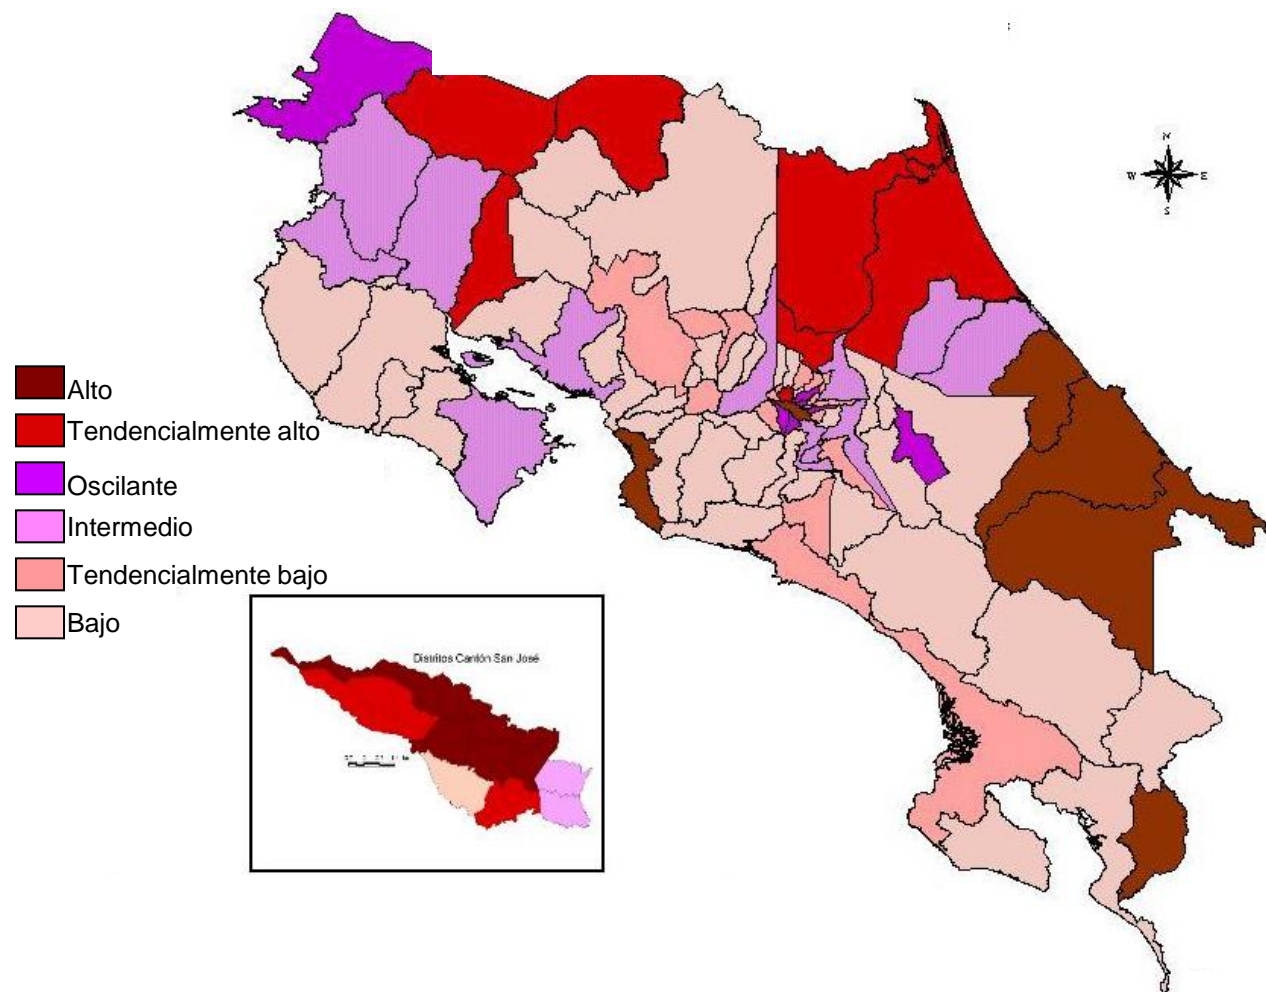 N
W
E
S
Alto
Tendencialmente alto
Oscilante
Intermedio
Tendencialmente bajo
Bajo
Distritos Cantón San José